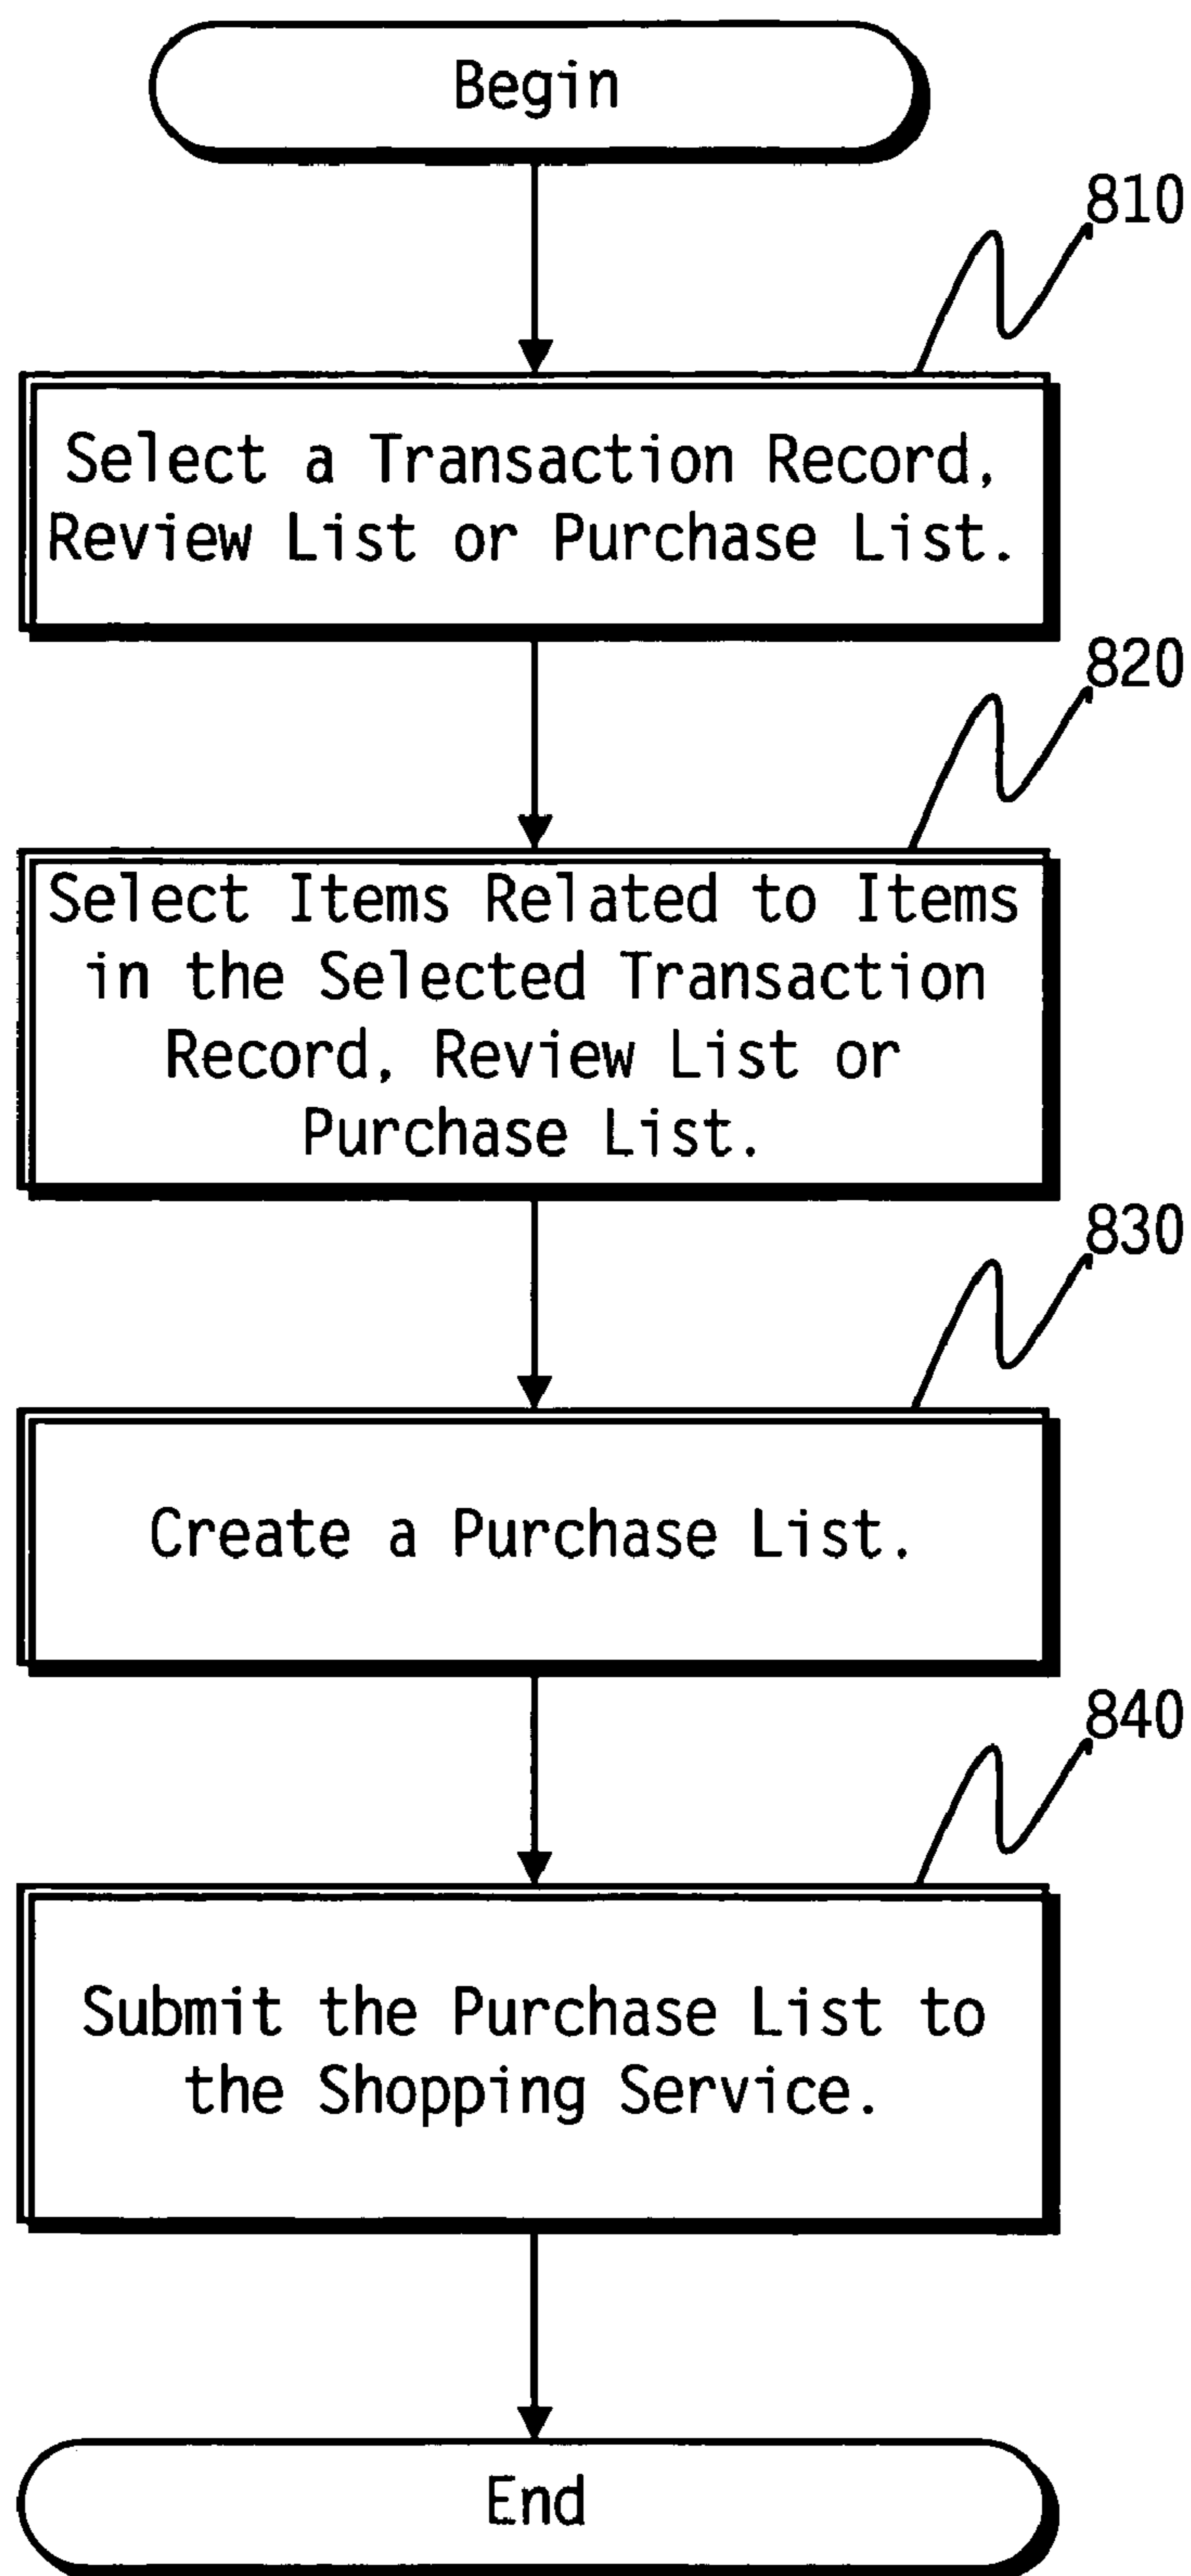 Begin
810
Select a Transaction Record,
Review List or Purchase List.
820
Select Items Related to Items
in the Selected Transaction
Record, Review List or
Purchase List.
830
Create a Purchase List.
840
Submit the Purchase List to
the Shopping Service.
End